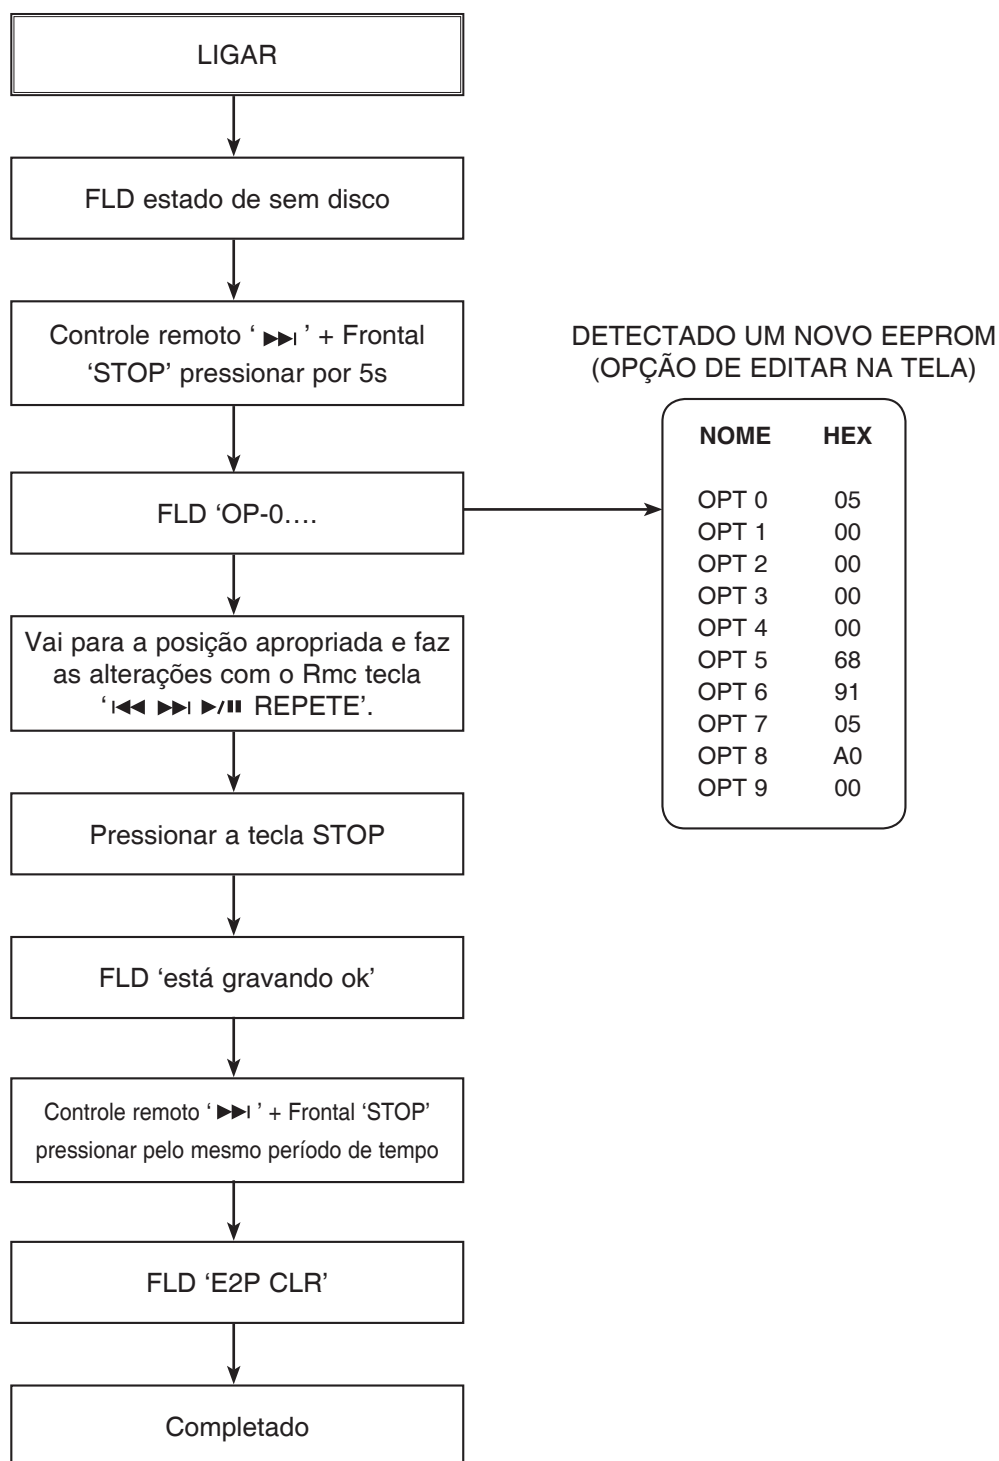 LIGAR
FLD estado de sem disco
Controle remoto ‘ ▶▶I ’ + Frontal
‘STOP’ pressionar por 5s
FLD ‘OP-0....
Vai para a posição apropriada e faz
as alterações com o Rmc tecla
‘ I◀◀ ▶▶I ▶/II REPETE’.
Pressionar a tecla STOP
FLD ‘está gravando ok’
Controle remoto ‘ ▶▶I ’ + Frontal ‘STOP’
pressionar pelo mesmo período de tempo
FLD ‘E2P CLR’
Completado
DETECTADO UM NOVO EEPROM
(OPÇÃO DE EDITAR NA TELA)
NOME HEX
OPT 0 05
OPT 1 00
OPT 2 00
OPT 3 00
OPT 4 00
OPT 5 68
OPT 6 91
OPT 7 05
OPT 8 A0
OPT 9 00